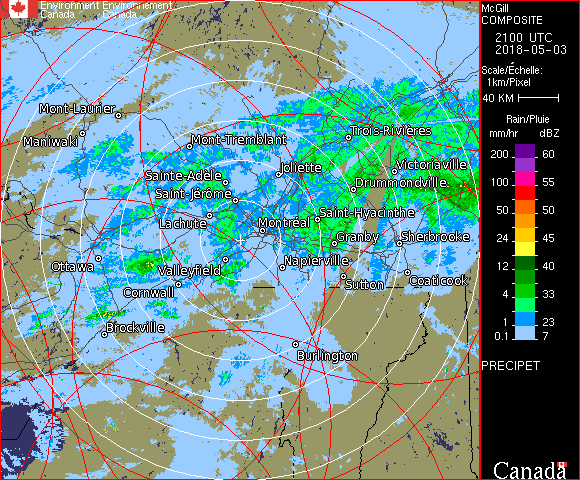 Environment Environnement
Canada Canada
McGill
COMPOSITE
2100 UTC
2018-05-03
Scale/Échelle:
1km/Pixel
40 KM
Rain/Pluie
mm/hr dBZ
200 60
100 55
50 50
24 45
12 40
4 33
1 23
0.1 7
PRECIPET
Canada
Mont-Laurier
Maniwaki
Mont-Tremblant
Trois-Rivières
Joliette
Victoriaville
Sainte-Adèle
Drummondville
Saint-Jérôme
Saint-Hyacinthe
Lachute
Montréal
Granby
Sherbrooke
Ottawa
Valleyfield
Napierville
Cornwall
Sutton
Coaticook
Brockville
Burlington